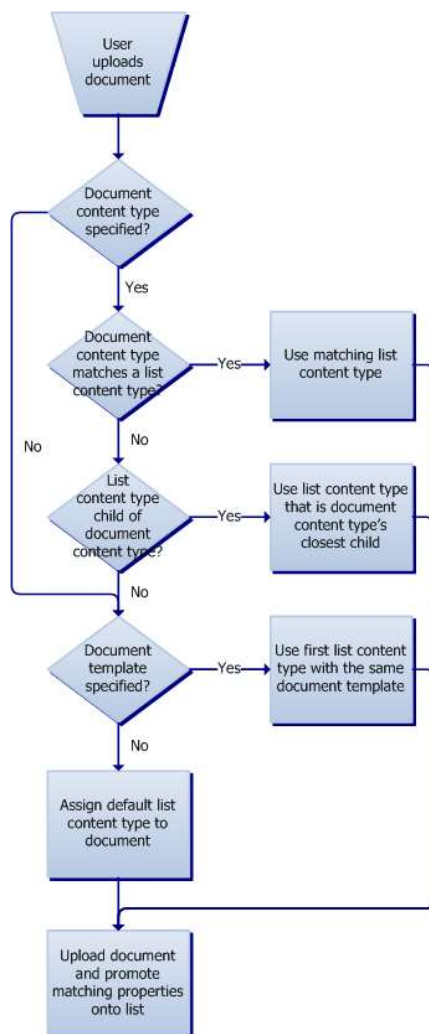 User
uploads
document
Document
content type
specified?
Yes
Document
content type
matches a list
content type?
Yes
Use matching list
content type
No
No
List
content type
child of
document
content type?
Yes
Use list content type
that is document
content type's
closest child
No
Document
template
specified?
Yes
Use first list content
type with the same
document template
No
Assign default list
content type to
document
Upload document
and promote
matching properties
onto list